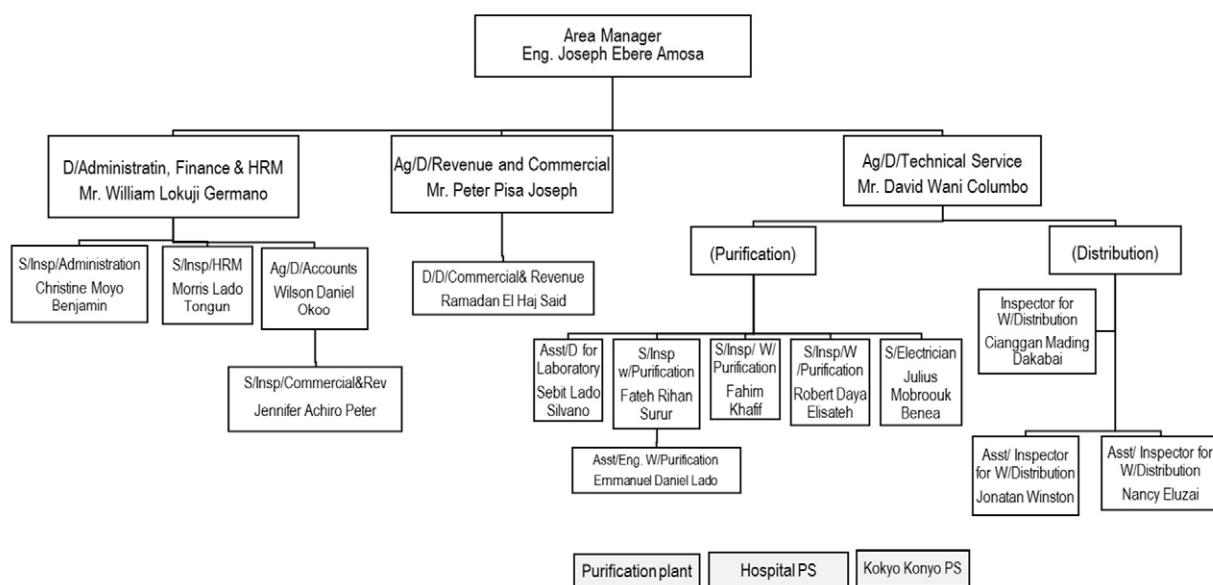 Area Manager
Eng. Joseph Ebere Amosa
D/Administratin, Finance & HRM
Mr. William Lokuji Germano
Ag/D/Revenue and Commercial
Mr. Peter Pisa Joseph
Ag/D/Technical Service
Mr. David Wani Columbo
S/Insp/Administration
Christine Moyo
Benjamin
S/Insp/HRM
Morris Lado
Tongun
Ag/D/Accounts
Wilson Daniel
Okoo
S/Insp/Commercial&Rev
Jennifer Achiro Peter
D/D/Commercial& Revenue
Ramadan El Haj Said
(Purification)
(Distribution)
Asst/D for
Laboratory
Sebit Lado
Silvano
S/Insp
w/Purification
Fateh Rihan
Surur
S/Insp/ W/
Purification
Fahim
Khafif
S/Insp/W
/Purification
Robert Daya
Elisateh
S/Electrician
Julius
Mobroouk
Benea
Asst/Eng. W/Purification
Emmanuel Daniel Lado
Inspector for
W/Distribution
Cianggan Mading
Dakabai
Asst/ Inspector
for W/Distribution
Jonatan Winston
Asst/ Inspector for
W/Distribution
Nancy Eluzai
Purification plant
Hospital PS
Kokyo Konyo PS